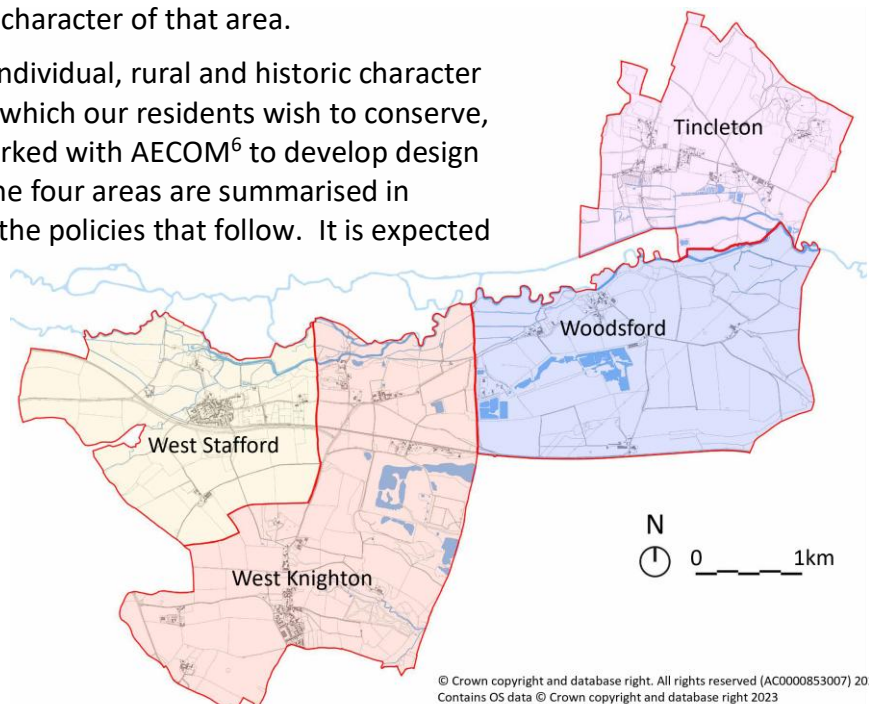 character of that area.
ndividual, rural and historic character
which our residents wish to conserve,
rked with AECOM6 to develop design
ne four areas are summarised in
the policies that follow. It is expected
Tincleton
Woodsford
West Stafford
West Knighton
N
0 1km
© Crown copyright and database right. All rights reserved (AC0000853007) 20
Contains OS data © Crown copyright and database right 2023